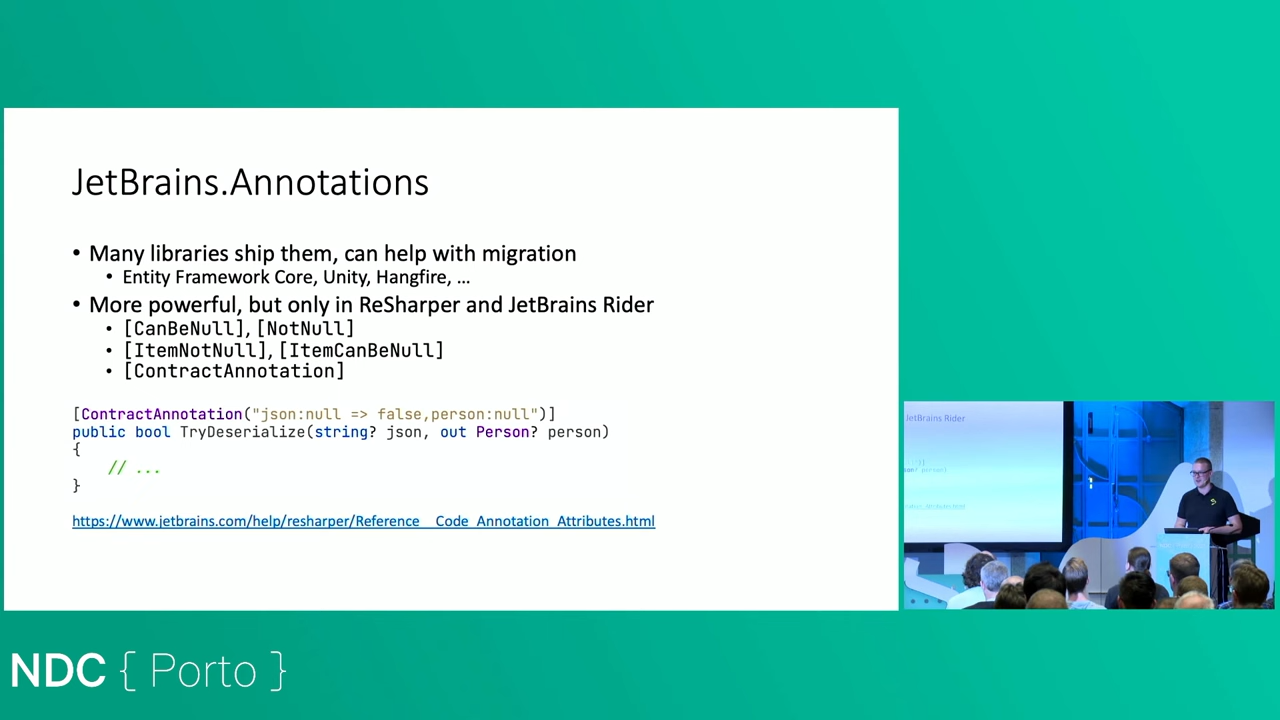 JetBrains.Annotations
• Many libraries ship them, can help with migration
• Entity Framework Core, Unity, Hangfire, ...
• More powerful, but only in ReSharper and JetBrains Rider
• [CanBeNull], [NotNull]
• [ItemNotNull], [ItemCanBeNull]
• [ContractAnnotation]
[ContractAnnotation("json:null => false,person:null")]
public bool TryDeserialize(string? json, out Person? person)
{
// ...
}
https://www.jetbrains.com/help/resharper/Reference__Code_Annotation_Attributes.html
JetBrains Rider
NDC { Porto }